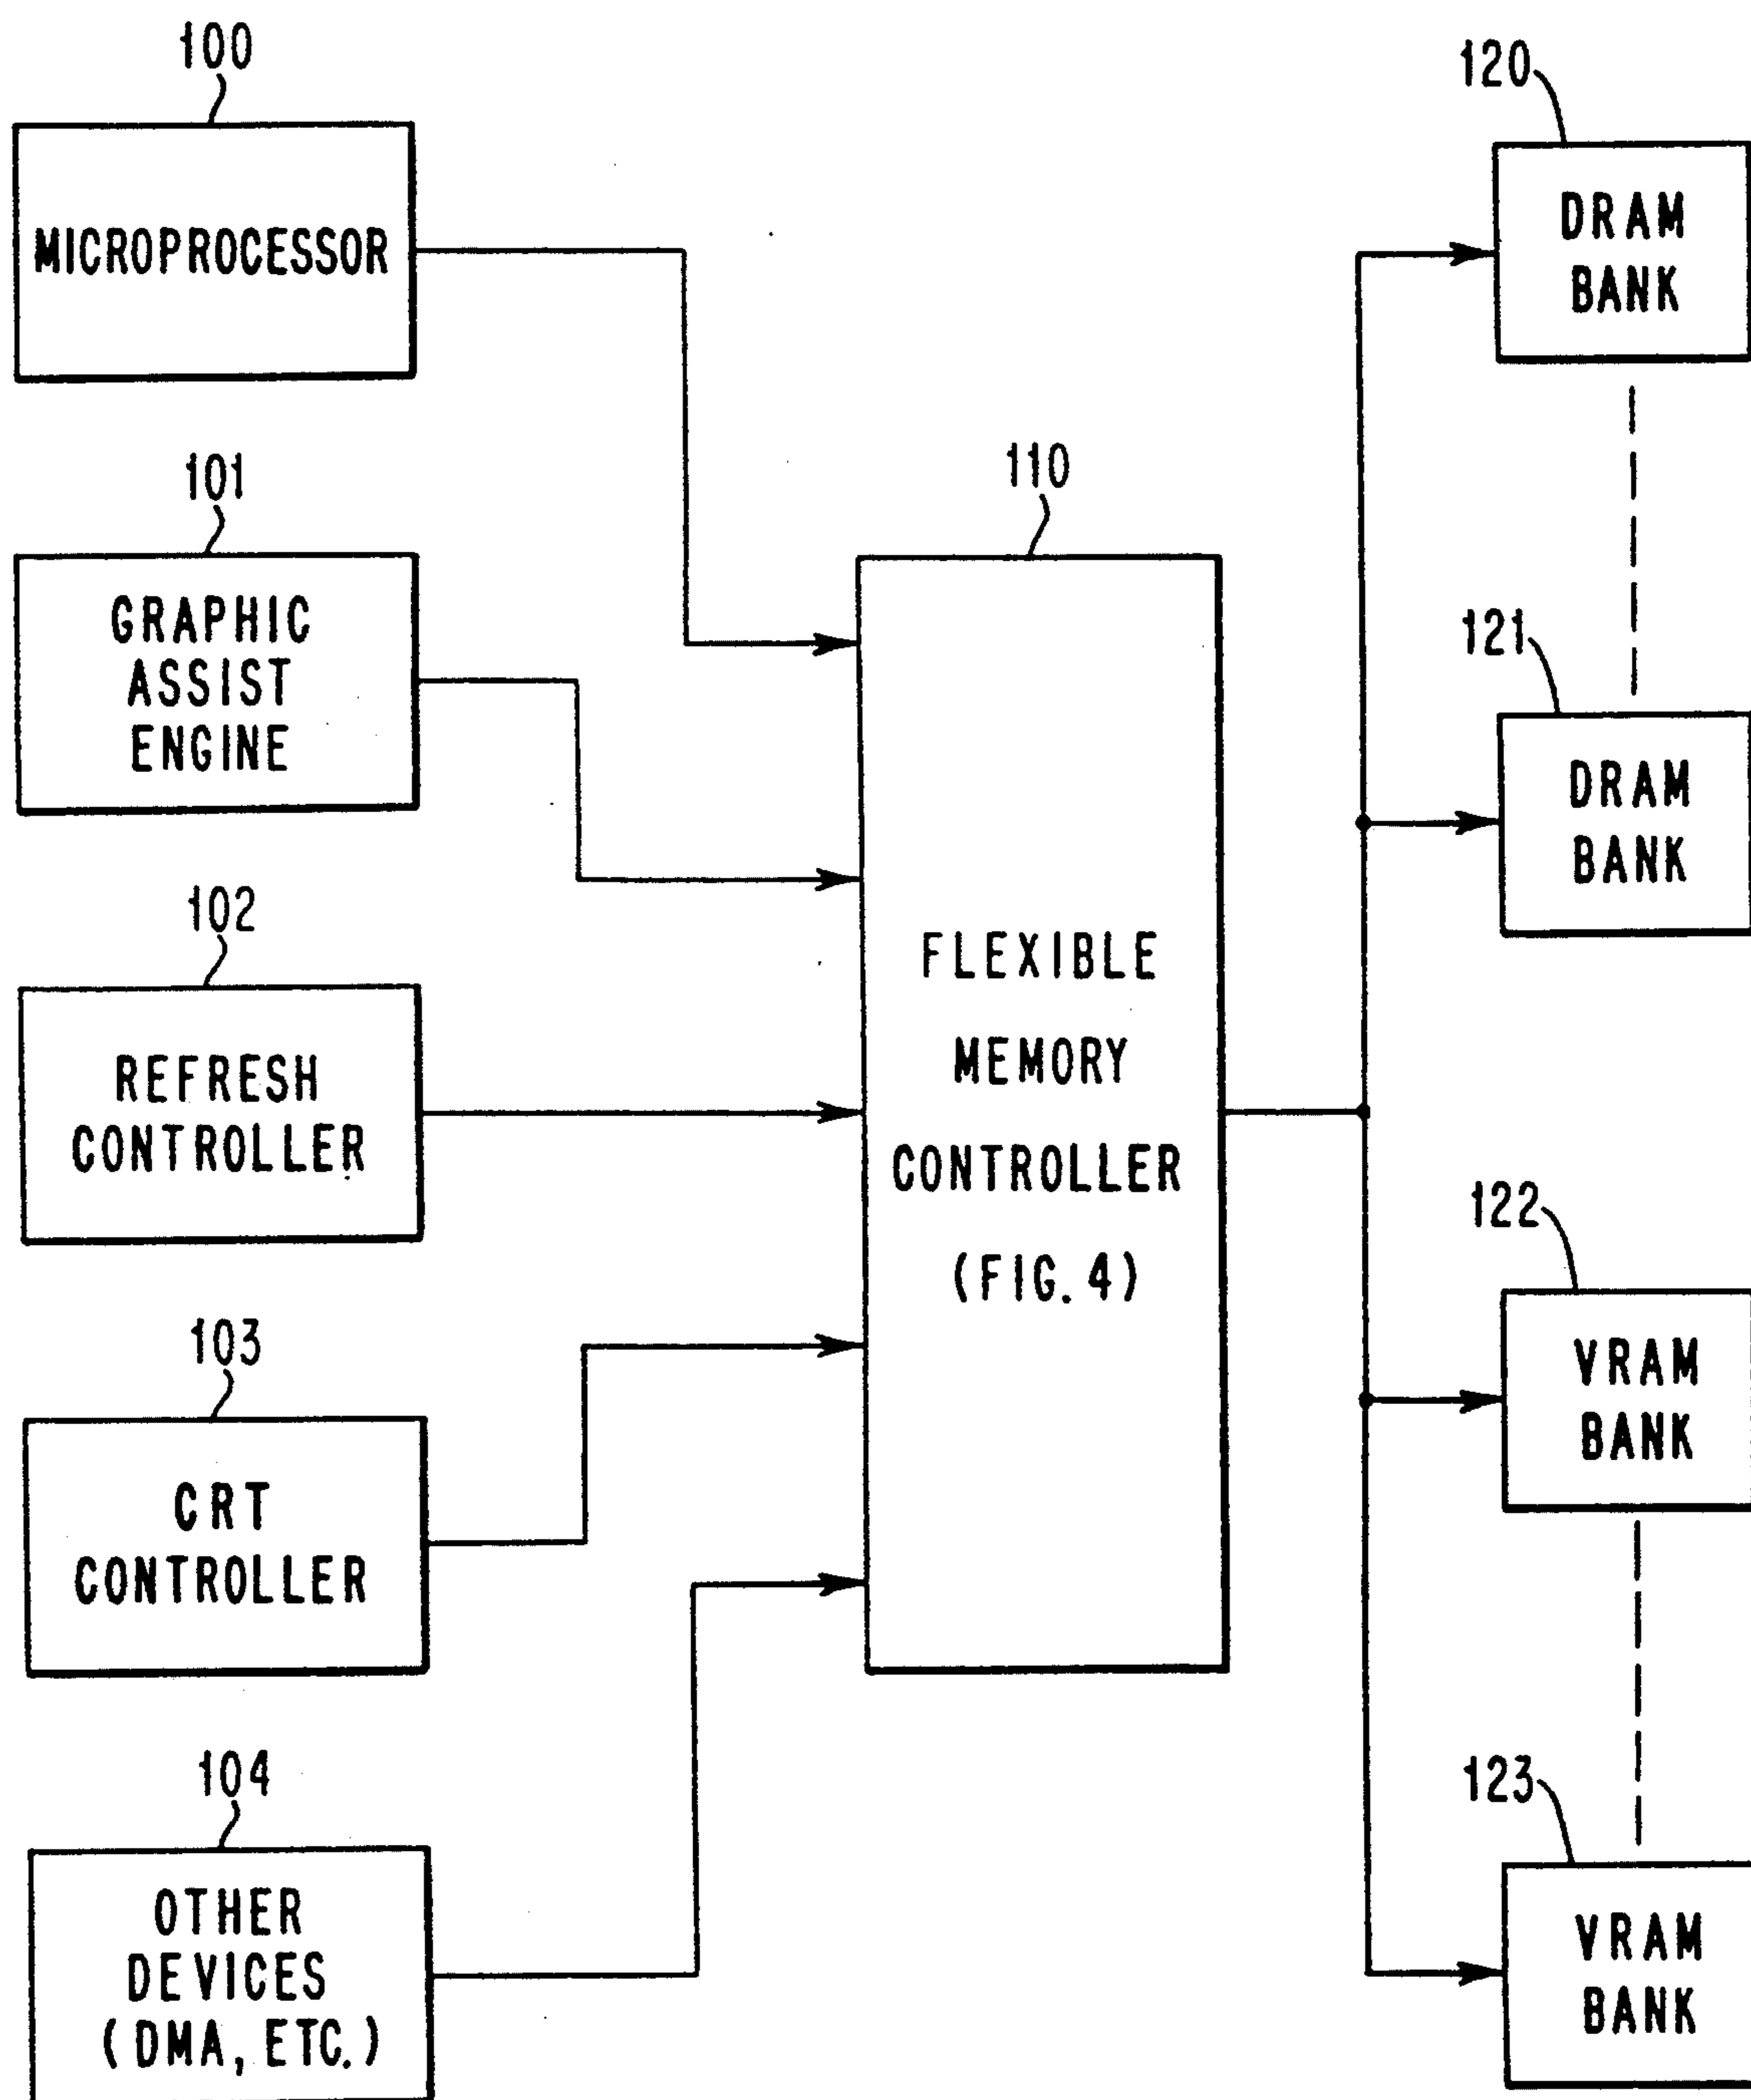 100
MICROPROCESSOR
101
GRAPHIC
ASSIST
ENGINE
102
REFRESH
CONTROLLER
103
CRT
CONTROLLER
104
OTHER
DEVICES
(DMA, ETC.)
110
FLEXIBLE
MEMORY
CONTROLLER
(FIG. 4)
120
DRAM
BANK
121
DRAM
BANK
122
VRAM
BANK
123
VRAM
BANK